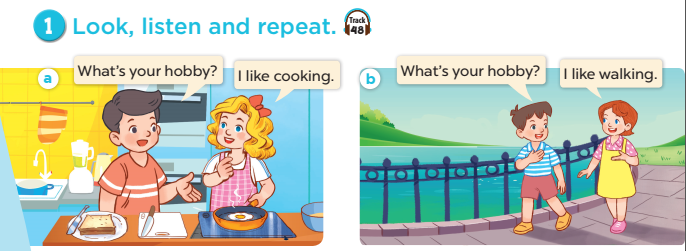 1 Look, listen and repeat. Track 48
a
What's your hobby?
I like cooking.
b
What's your hobby?
I like walking.